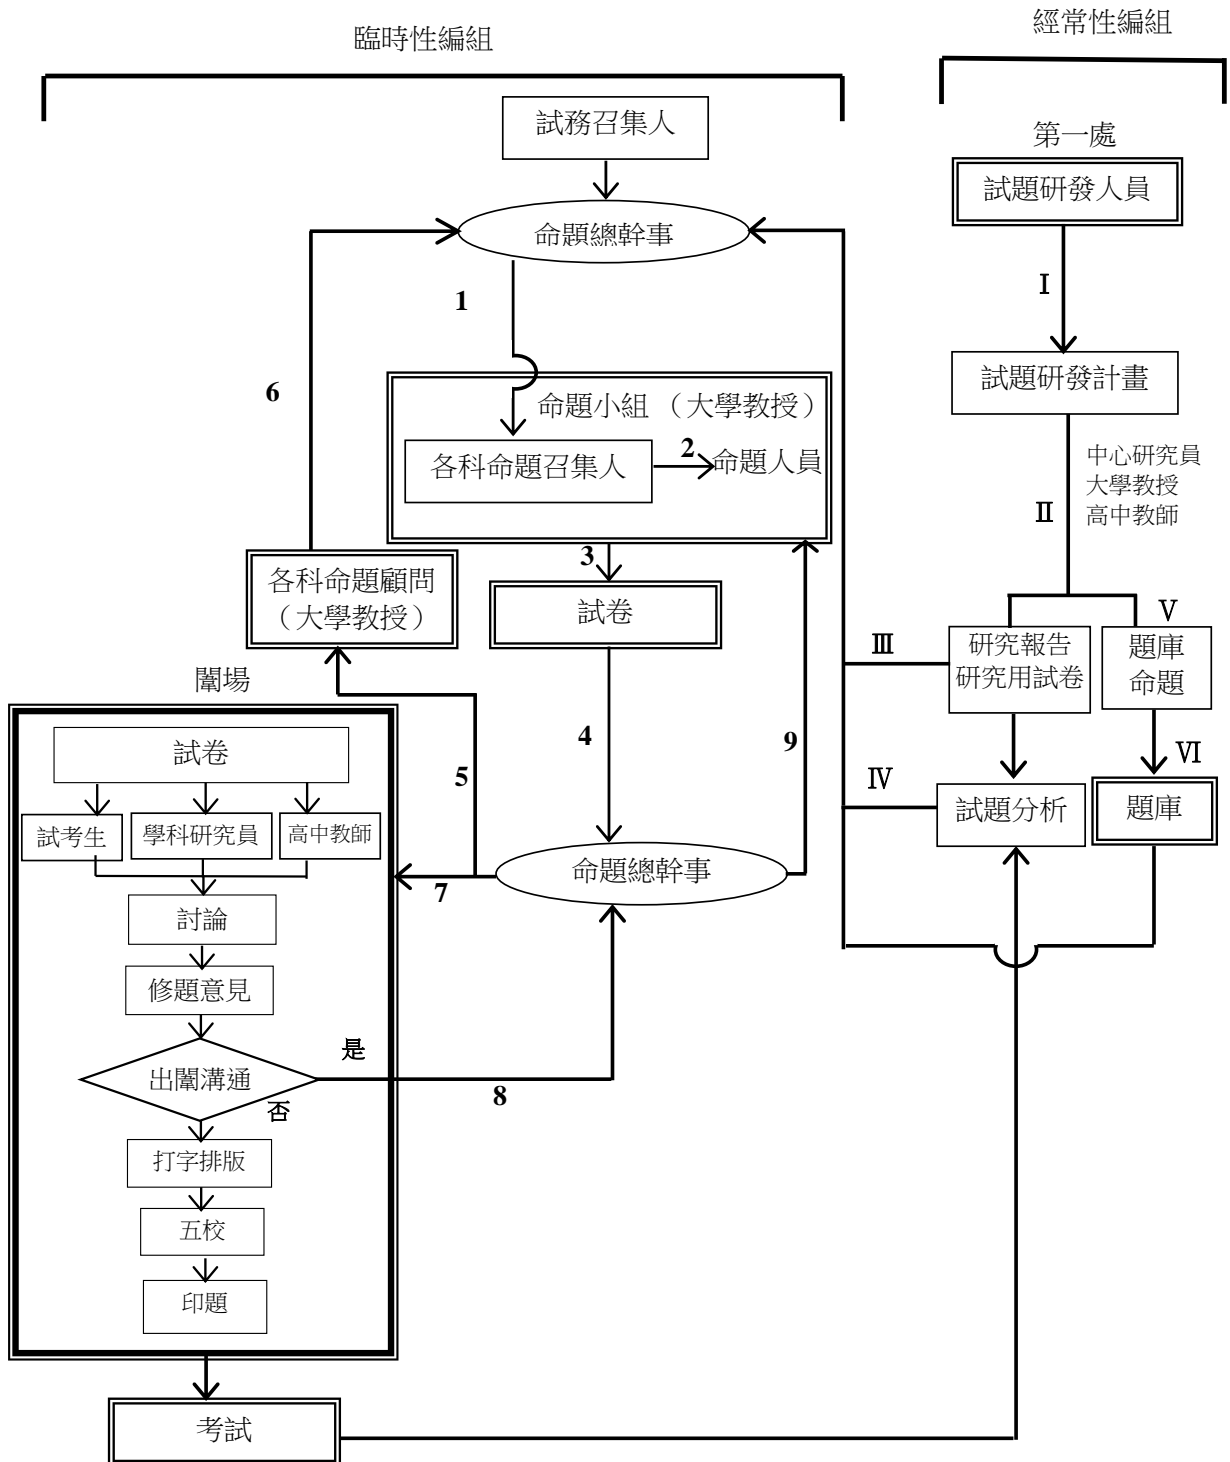 臨時性編組
經常性編組
試務召集人
第一處
試題研發人員
命題總幹事
1
Ⅰ
6
試題研發計畫
命題小組（大學教授）
各科命題召集人
2
命題人員
中心研究員
大學教授
高中教師
Ⅱ
3
各科命題顧問
（大學教授）
試卷
Ⅲ
研究報告
研究用試卷
Ⅴ
題庫
命題
闈場
試卷
4
5
9
Ⅳ
試題分析
Ⅵ
題庫
試考生
學科研究員
高中教師
命題總幹事
7
討論
修題意見
出闈溝通
是
8
否
打字排版
五校
印題
考試